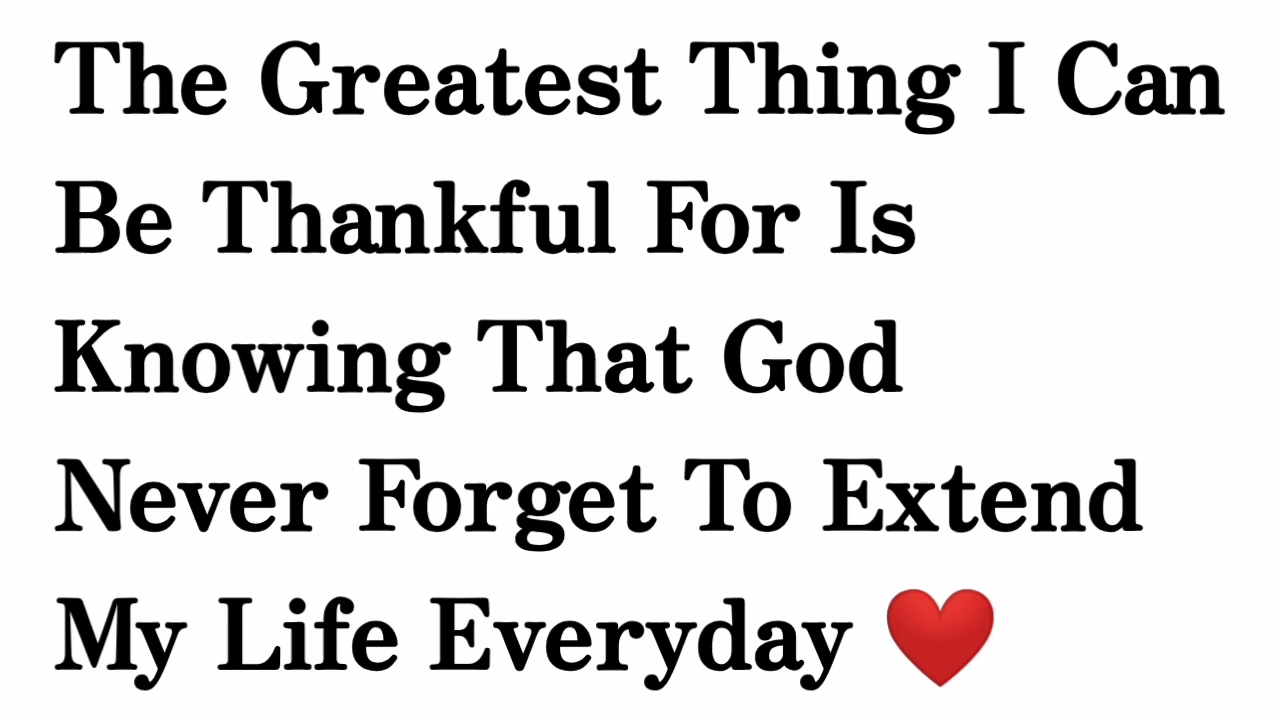 The Greatest Thing I Can
Be Thankful For Is
Knowing That God
Never Forget To Extend
My Life Everyday ❤️